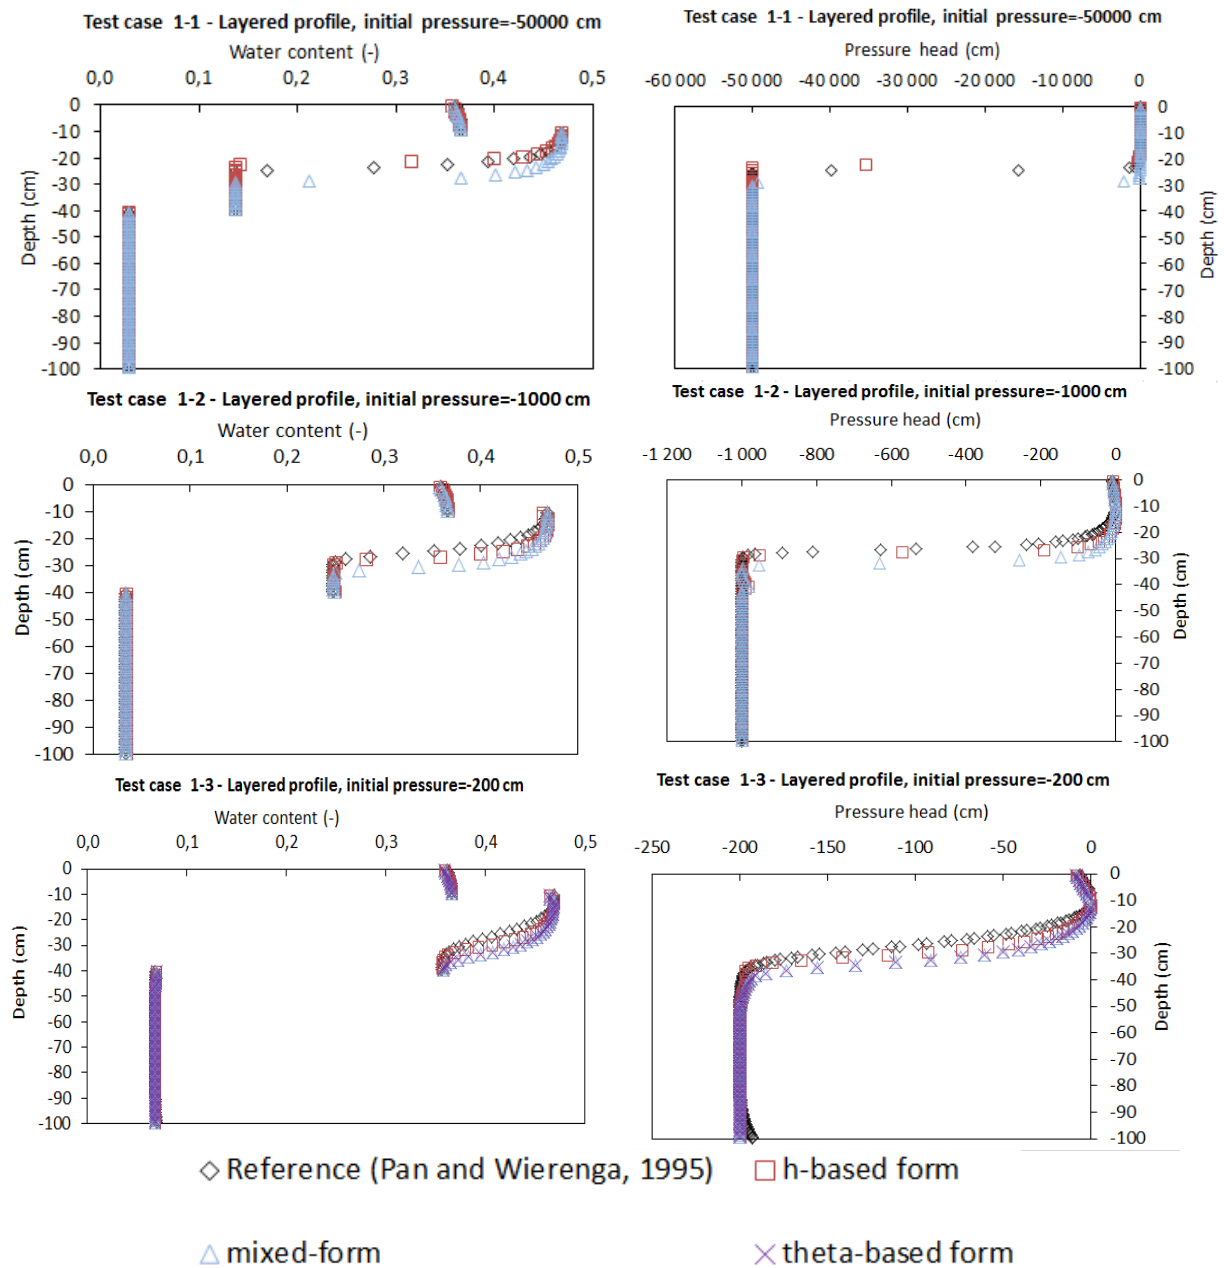 Test case 1-1 - Layered profile, initial pressure=-50000 cm
Water content (-)
0,0 0,1 0,2 0,3 0,4 0,5
0
-10
-20
-30
-40
-50
-60
-70
-80
-90
-100
Depth (cm)
Test case 1-1 - Layered profile, initial pressure=-50000 cm
Pressure head (cm)
-60 000 -50 000 -40 000 -30 000 -20 000 -10 000 0
0
-10
-20
-30
-40
-50
-60
-70
-80
-90
-100
Depth (cm)
Test case 1-2 - Layered profile, initial pressure=-1000 cm
Water content (-)
0,0 0,1 0,2 0,3 0,4 0,5
0
-10
-20
-30
-40
-50
-60
-70
-80
-90
-100
Depth (cm)
Test case 1-2 - Layered profile, initial pressure=-1000 cm
Pressure head (cm)
-1 200 -1 000 -800 -600 -400 -200 0
0
-10
-20
-30
-40
-50
-60
-70
-80
-90
-100
Depth (cm)
Test case 1-3 - Layered profile, initial pressure=-200 cm
Water content (-)
0,0 0,1 0,2 0,3 0,4 0,5
0
-10
-20
-30
-40
-50
-60
-70
-80
-90
-100
Depth (cm)
Test case 1-3 - Layered profile, initial pressure=-200 cm
Pressure head (cm)
-250 -200 -150 -100 -50 0
0
-10
-20
-30
-40
-50
-60
-70
-80
-90
-100
Depth (cm)
Reference (Pan and Wierenga, 1995)
h-based form
mixed-form
theta-based form